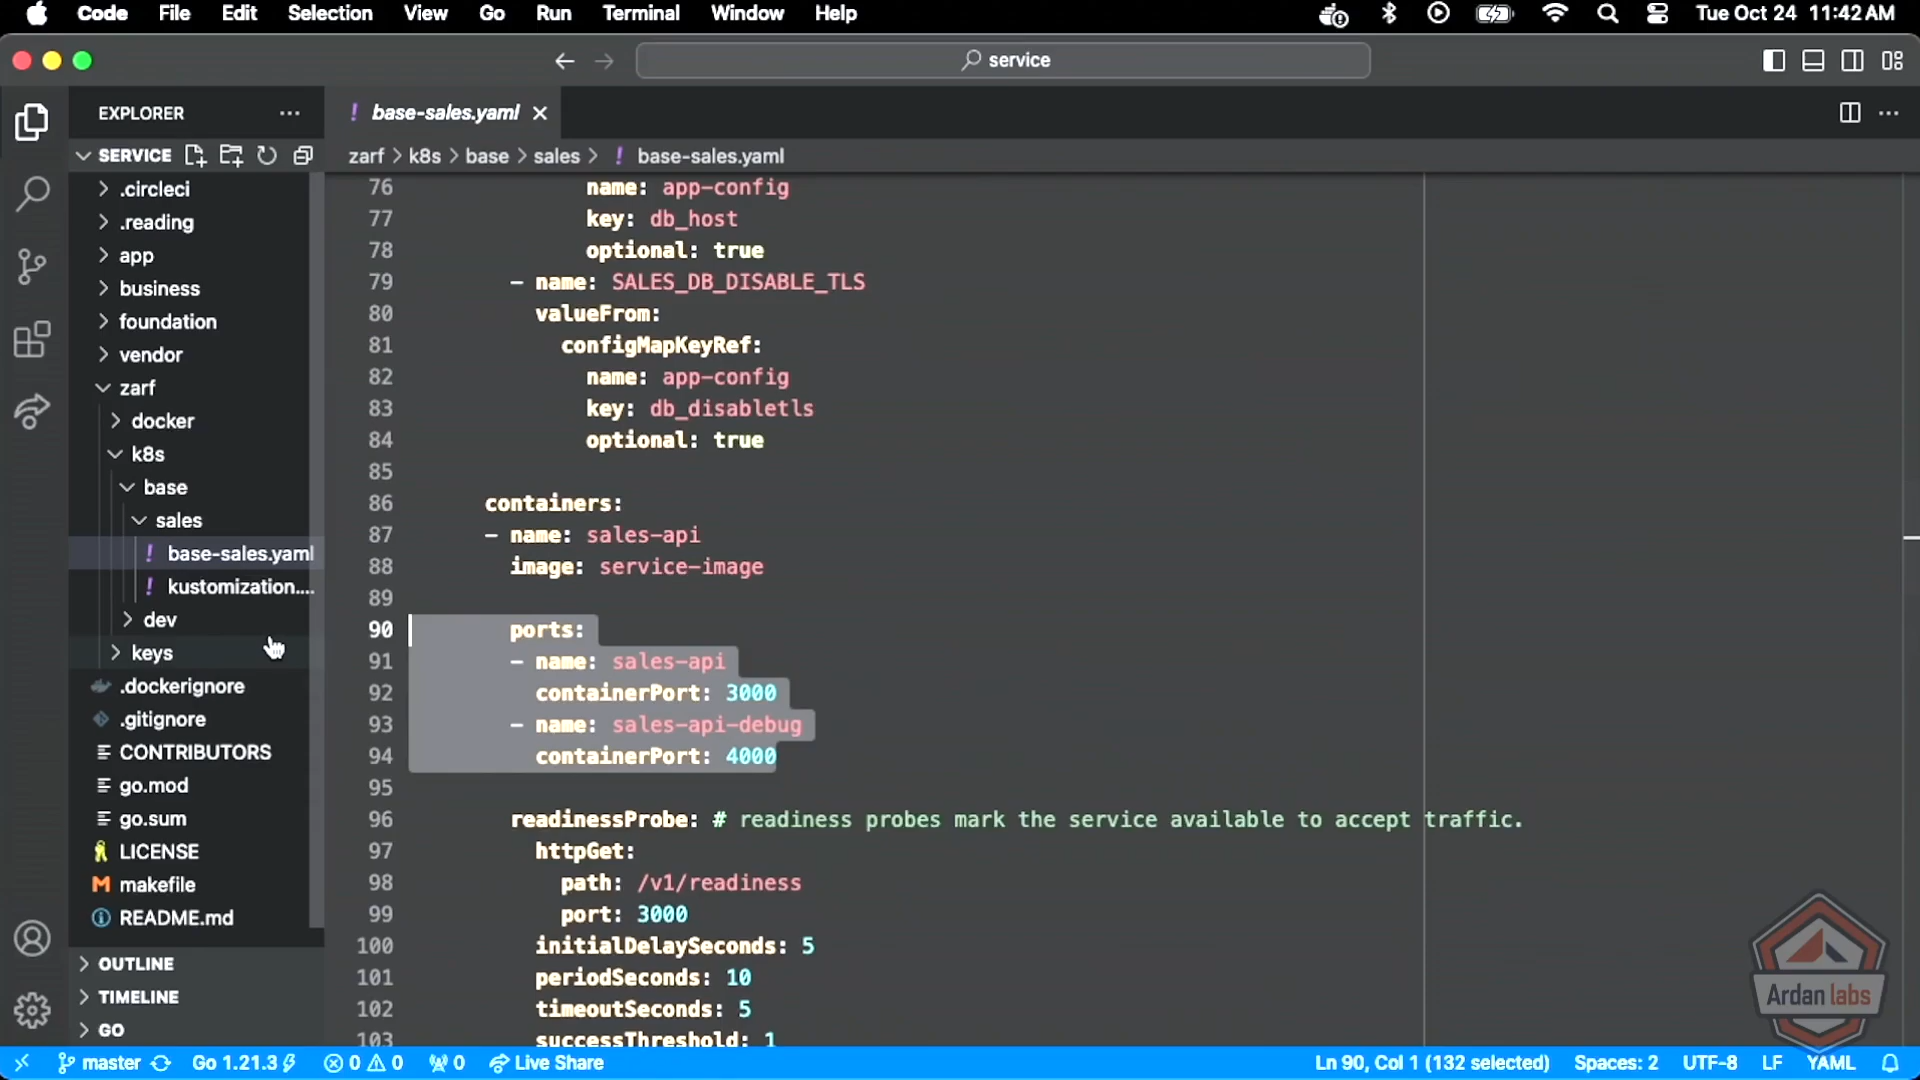 Code File Edit Selection View Go Run Terminal Window Help Tue Oct 24 11:42 AM
service
EXPLORER
SERVICE
.circleci
.reading
app
business
foundation
vendor
zarf
docker
k8s
base
sales
base-sales.yaml
kustomization....
dev
keys
.dockerignore
.gitignore
CONTRIBUTORS
go.mod
go.sum
LICENSE
makefile
README.md
OUTLINE
TIMELINE
GO
base-sales.yaml
zarf > k8s > base > sales > ! base-sales.yaml
76 name: app-config
77 key: db_host
78 optional: true
79 - name: SALES_DB_DISABLE_TLS
80 valueFrom:
81 configMapKeyRef:
82 name: app-config
83 key: db_disabletls
84 optional: true
85
86 containers:
87 - name: sales-api
88 image: service-image
89
90 ports:
91 - name: sales-api
92 containerPort: 3000
93 - name: sales-api-debug
94 containerPort: 4000
95
96 readinessProbe: # readiness probes mark the service available to accept traffic.
97 httpGet:
98 path: /v1/readiness
99 port: 3000
100 initialDelaySeconds: 5
101 periodSeconds: 10
102 timeoutSeconds: 5
103 successThreshold: 1
Ardan labs
master Go 1.21.3 0 0 0 Live Share Ln 90, Col 1 (132 selected) Spaces: 2 UTF-8 LF YAML